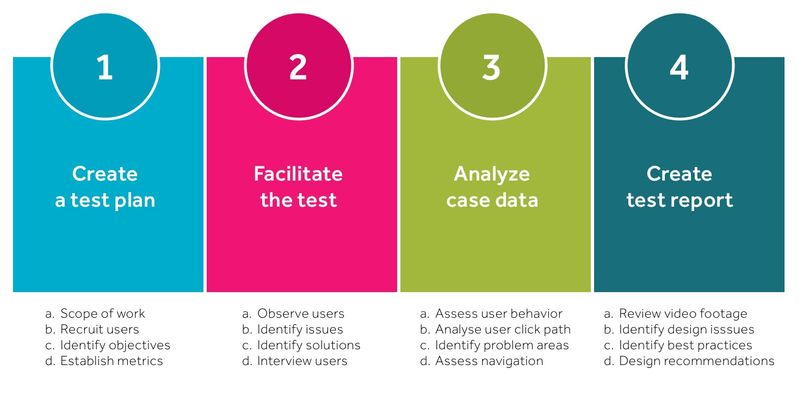 1
Create
a test plan
a. Scope of work
b. Recruit users
c. Identify objectives
d. Establish metrics
2
Facilitate
the test
a. Observe users
b. Identify issues
c. Identify solutions
d. Interview users
3
Analyze
case data
a. Assess user behavior
b. Analyse user click path
c. Identify problem areas
d. Assess navigation
4
Create
test report
a. Review video footage
b. Identify design isssues
c. Identify best practices
d. Design recommendations